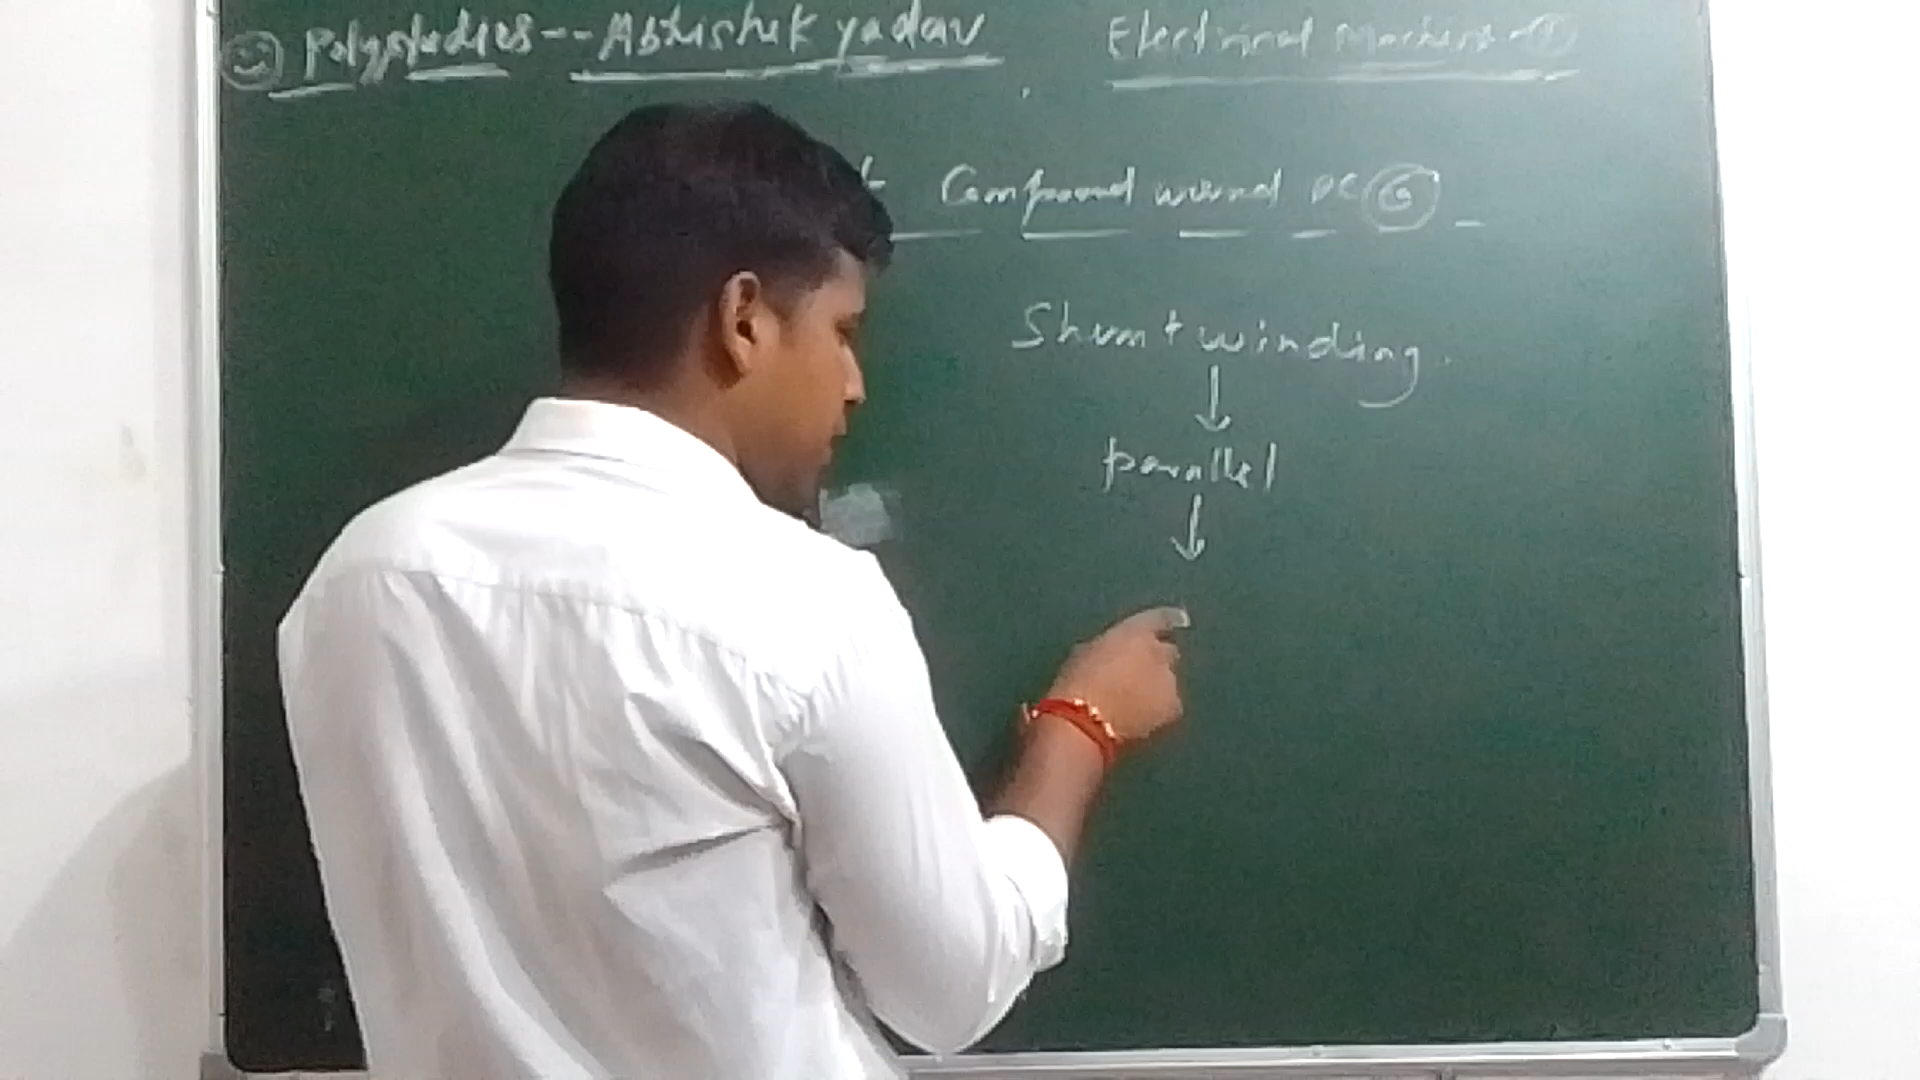 Polystudies -- Abhishek yadav
Electrical Machine - I
Compound wound DC G
Shunt winding.
parallel